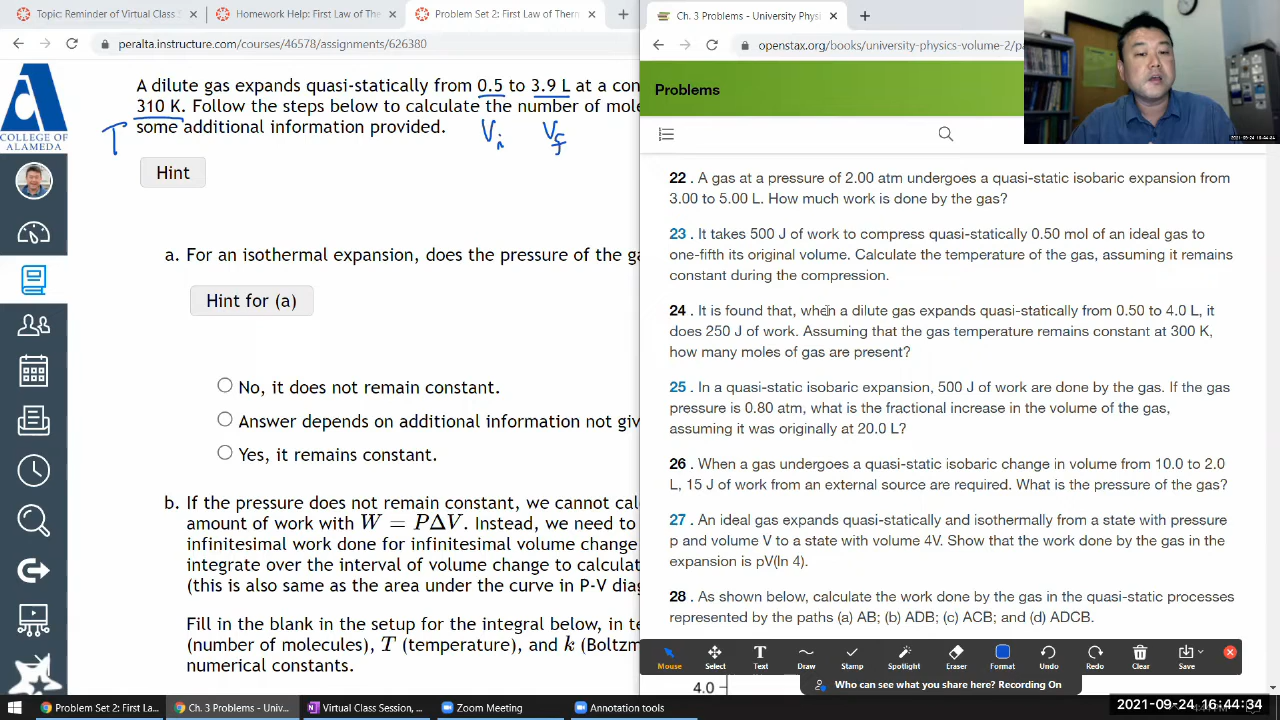 Topic: Reminder of Virtual Class S
Homework Help: First Law of The
Problem Set 2: First Law of Therm
Ch. 3 Problems - University Physi
peralta.instructure.com/courses/46578/assignments/626380
openstax.org/books/university-physics-volume-2/pa
COLLEGE OF
ALAMEDA
A dilute gas expands quasi-statically from 0.5 to 3.9 L at a con
310 K. Follow the steps below to calculate the number of mole
some additional information provided.
T
Vi
Vf
Hint
a. For an isothermal expansion, does the pressure of the ga
Hint for (a)
No, it does not remain constant.
Answer depends on additional information not giv
Yes, it remains constant.
b. If the pressure does not remain constant, we cannot cal
amount of work with W = PΔV. Instead, we need to
infinitesimal work done for infinitesimal volume change
integrate over the interval of volume change to calculat
(this is also same as the area under the curve in P-V diag
Fill in the blank in the setup for the integral below, in te
(number of molecules), T (temperature), and k (Boltzm
numerical constants.
Problems
22 . A gas at a pressure of 2.00 atm undergoes a quasi-static isobaric expansion from
3.00 to 5.00 L. How much work is done by the gas?
23 . It takes 500 J of work to compress quasi-statically 0.50 mol of an ideal gas to
one-fifth its original volume. Calculate the temperature of the gas, assuming it remains
constant during the compression.
24 . It is found that, when a dilute gas expands quasi-statically from 0.50 to 4.0 L, it
does 250 J of work. Assuming that the gas temperature remains constant at 300 K,
how many moles of gas are present?
25 . In a quasi-static isobaric expansion, 500 J of work are done by the gas. If the gas
pressure is 0.80 atm, what is the fractional increase in the volume of the gas,
assuming it was originally at 20.0 L?
26 . When a gas undergoes a quasi-static isobaric change in volume from 10.0 to 2.0
L, 15 J of work from an external source are required. What is the pressure of the gas?
27 . An ideal gas expands quasi-statically and isothermally from a state with pressure
p and volume V to a state with volume 4V. Show that the work done by the gas in the
expansion is pV(ln 4).
28 . As shown below, calculate the work done by the gas in the quasi-static processes
represented by the paths (a) AB; (b) ADB; (c) ACB; and (d) ADCB.
4.0
Mouse
Select
Text
Draw
Stamp
Spotlight
Eraser
Format
Undo
Redo
Clear
Save
Who can see what you share here? Recording On
Problem Set 2: First La...
Ch. 3 Problems - Univ...
Virtual Class Session, ...
Zoom Meeting
Annotation tools
2021-09-24 16:44:34
2021-09-24 16:44:34